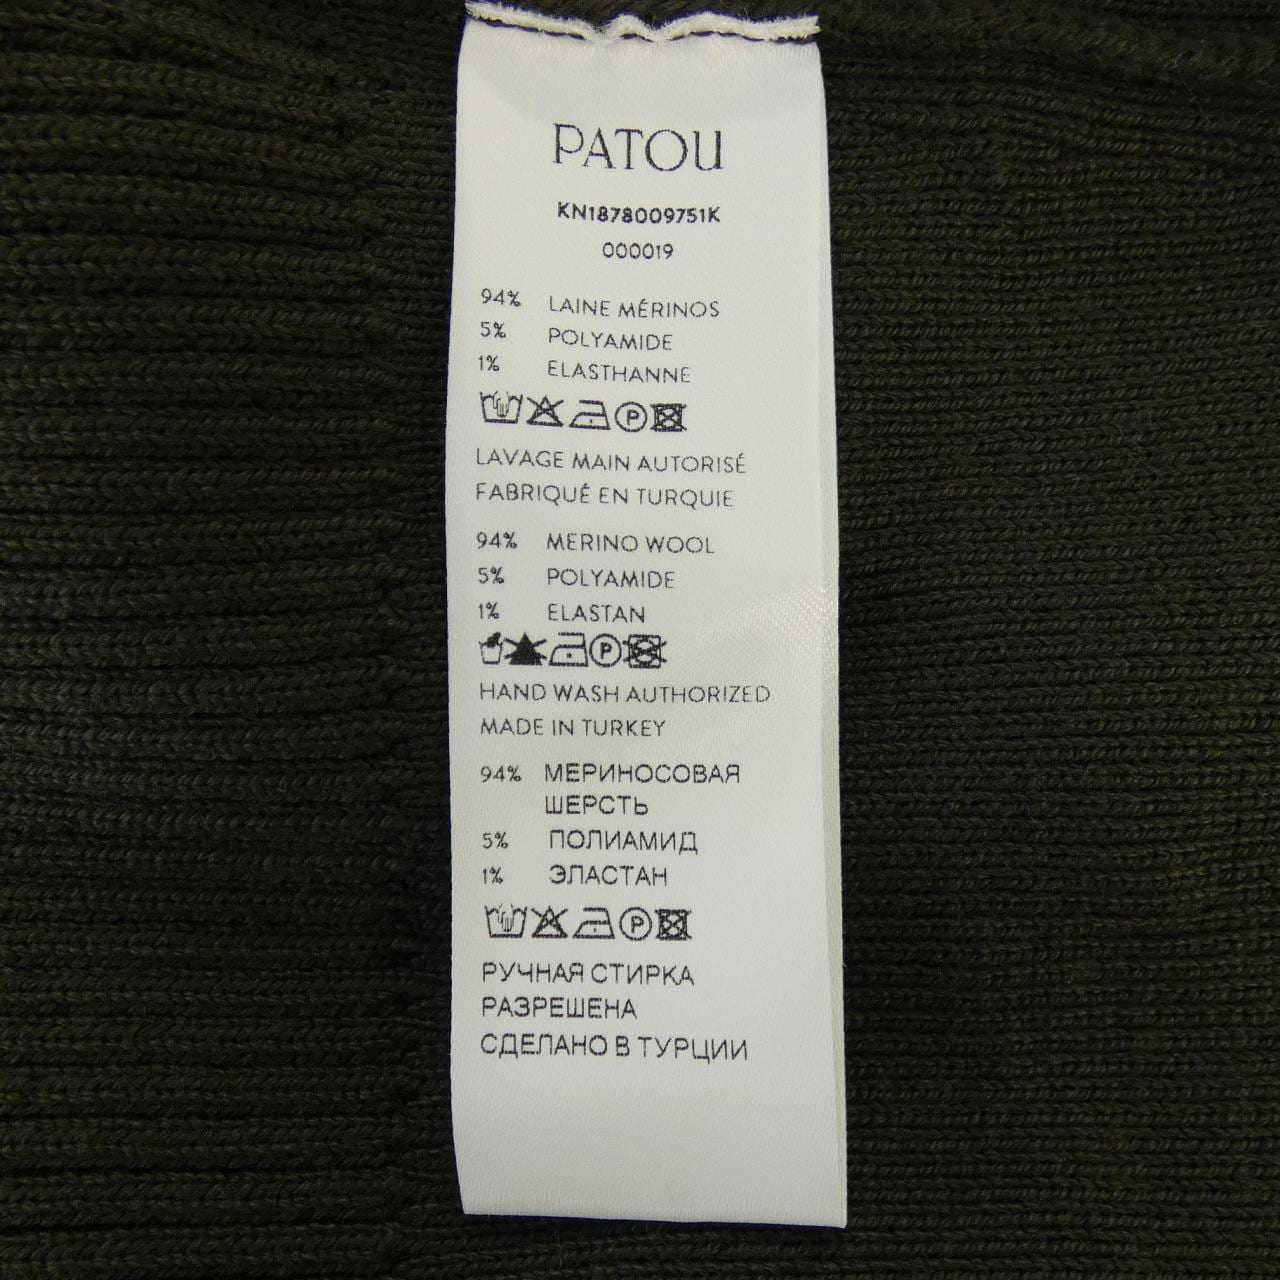 PATOU
KN1878009751K
000019
94% LAINE MÉRINOS
5% POLYAMIDE
1% ELASTHANNE
P
LAVAGE MAIN AUTORISÉ
FABRIQUÉ EN TURQUIE
94% MERINO WOOL
5% POLYAMIDE
1% ELASTAN
P
HAND WASH AUTHORIZED
MADE IN TURKEY
94% МЕРИНОСОВАЯ
ШЕРСТЬ
5% ПОЛИАМИД
1% ЭЛАСТАН
P
РУЧНАЯ СТИРКА
РАЗРЕШЕНА
СДЕЛАНО В ТУРЦИИ